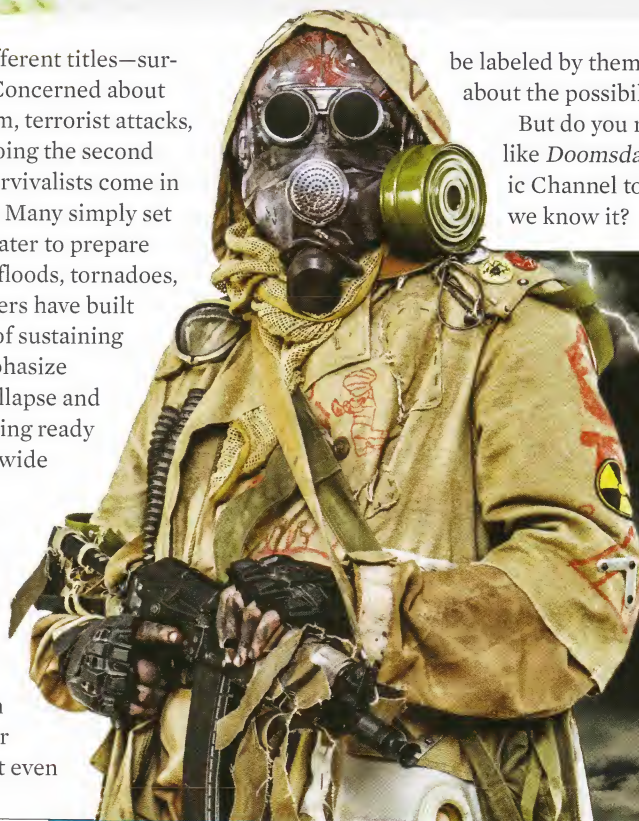 fferent titles—sur-
Concerned about
m, terrorist attacks,
ping the second
rvivalists come in
Many simply set
ater to prepare
floods, tornadoes,
ers have built
of sustaining
phasize
llapse and
ing ready
wide
n
r
t even
be labeled by them
about the possibil
But do you r
like Doomsda
ic Channel to
we know it?